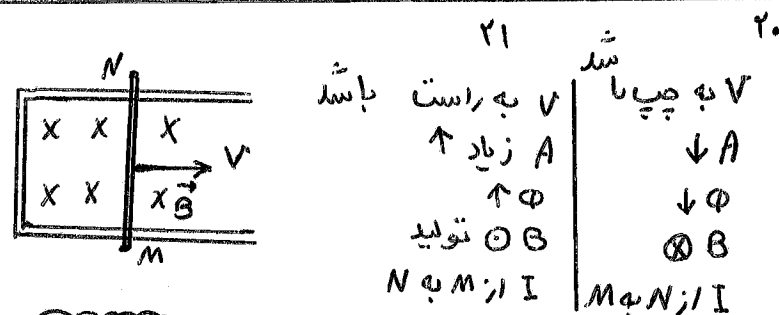 ۲۰
۲۱
V به چپ باشد
A ↓
Φ ↓
B ⊗
I از N به M
V به راست باشد
A زیاد ↑
Φ ↑
B ⊙ تولید
I از M به N
N
X X X
V
X X X B
M